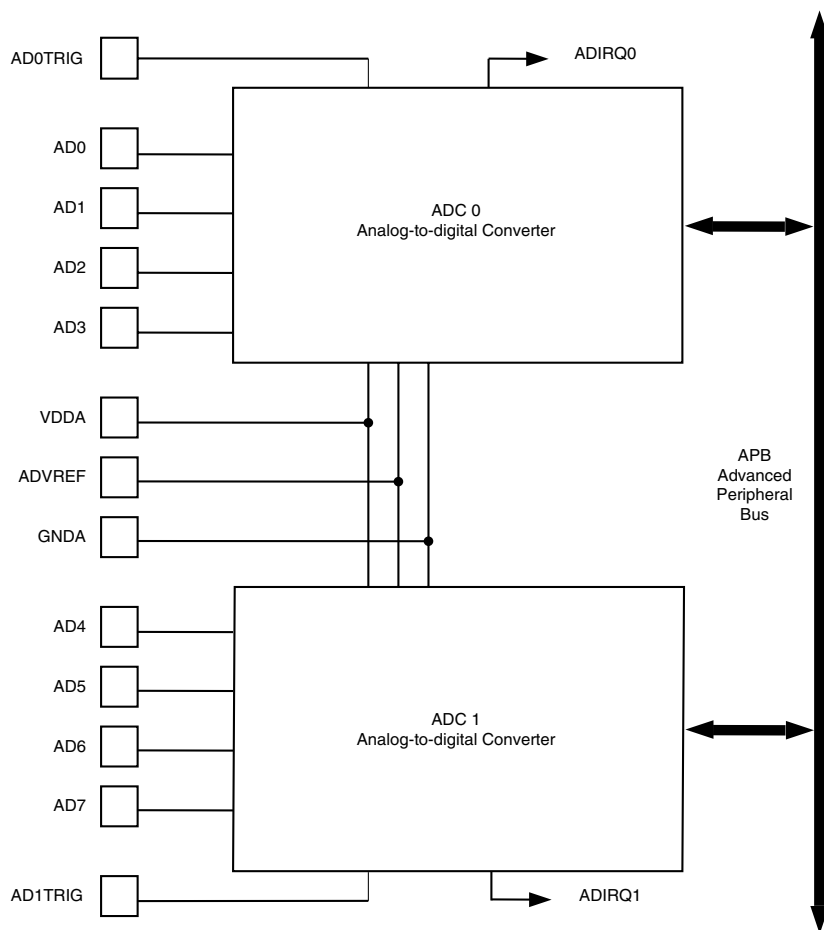 AD0TRIG
ADIRQ0
AD0
AD1
AD2
AD3
ADC 0
Analog-to-digital Converter
VDDA
ADVREF
GNDA
APB
Advanced
Peripheral
Bus
AD4
AD5
AD6
AD7
ADC 1
Analog-to-digital Converter
AD1TRIG
ADIRQ1